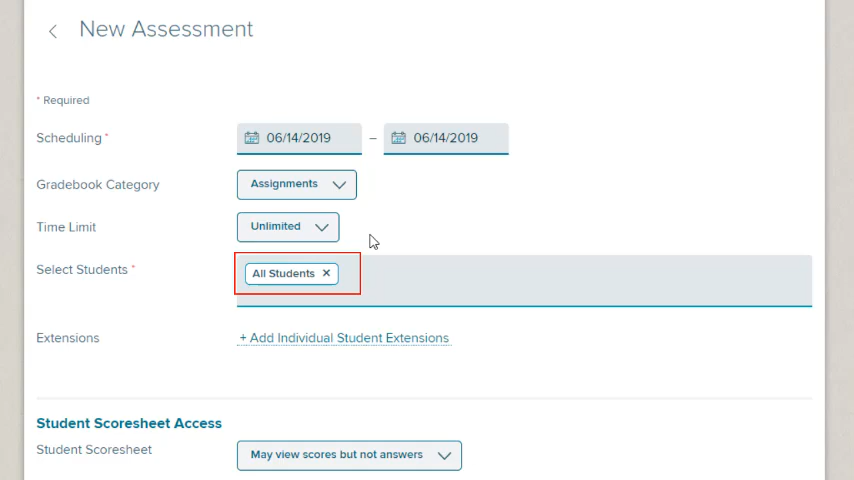 New Assessment
* Required
Scheduling * 06/14/2019 – 06/14/2019
Gradebook Category Assignments
Time Limit Unlimited
Select Students * All Students ×
Extensions + Add Individual Student Extensions
Student Scoresheet Access
Student Scoresheet May view scores but not answers